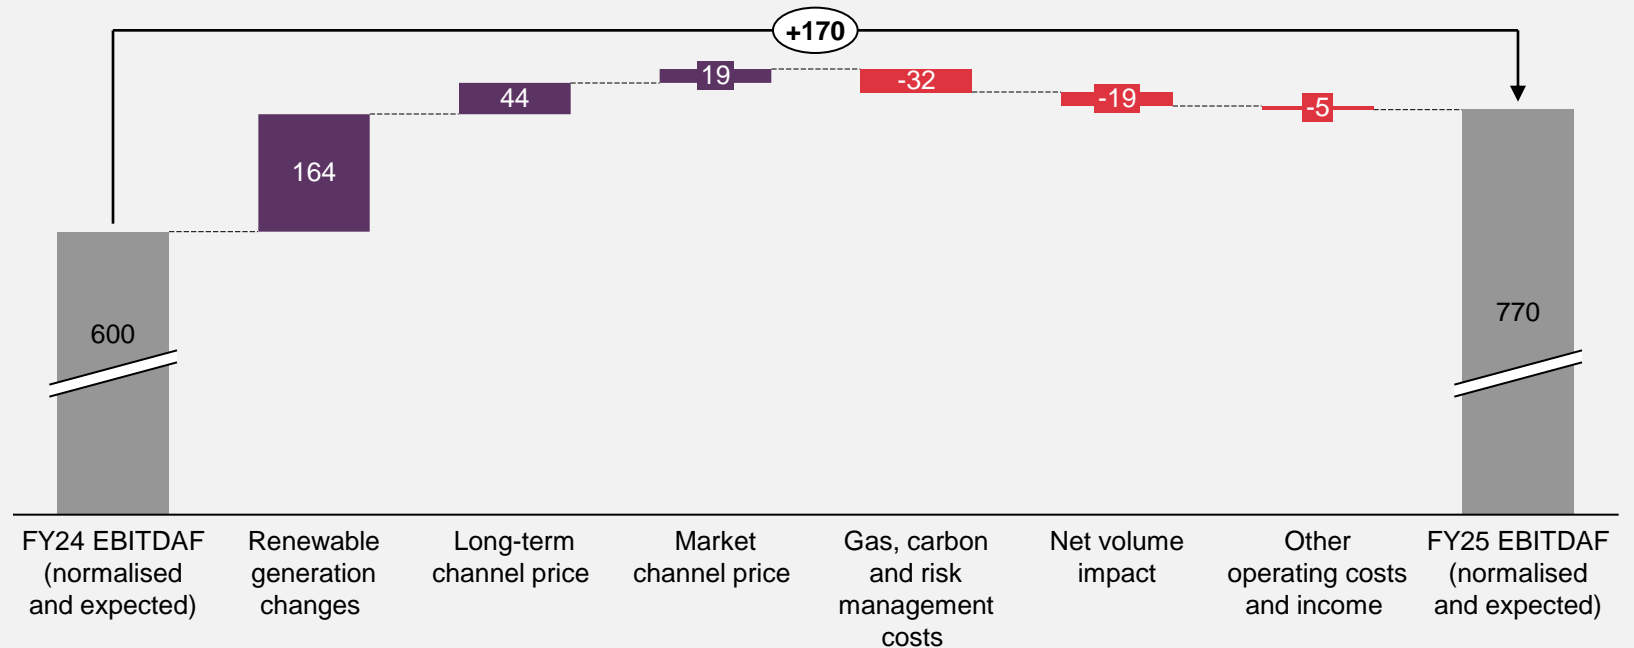 +170
19
-32
44
-19
-5
164
770
600
FY24 EBITDAF
(normalised
and expected)
Renewable
generation
changes
Long-term
channel price
Market
channel price
Gas, carbon
and risk
management
costs
Net volume
impact
Other
operating costs
and income
FY25 EBITDAF
(normalised
and expected)